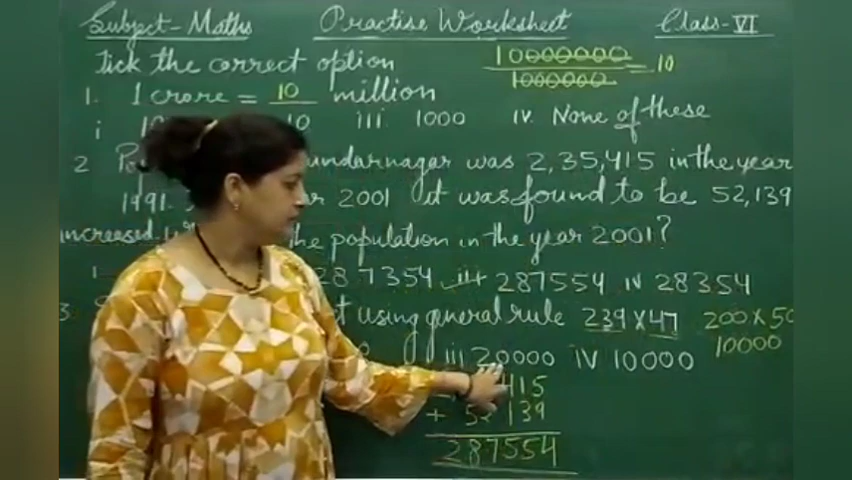 Subject- Maths Practise Worksheet Class-VI
Tick the correct option 10000000 / 1000000 = 10
1. 1 crore = 10 million
i 10 iii 1000 iv None of these
2 undarnagar was 2,35,415 in the year
1991. 2001 it was found to be 52,139
increased the population in the year 2001?
1 287354 iii 287554 iv 28354
3. using general rule 239 X 47 200 X 50
10000
iii 20000 iv 10000
415
+ 5 139
287554